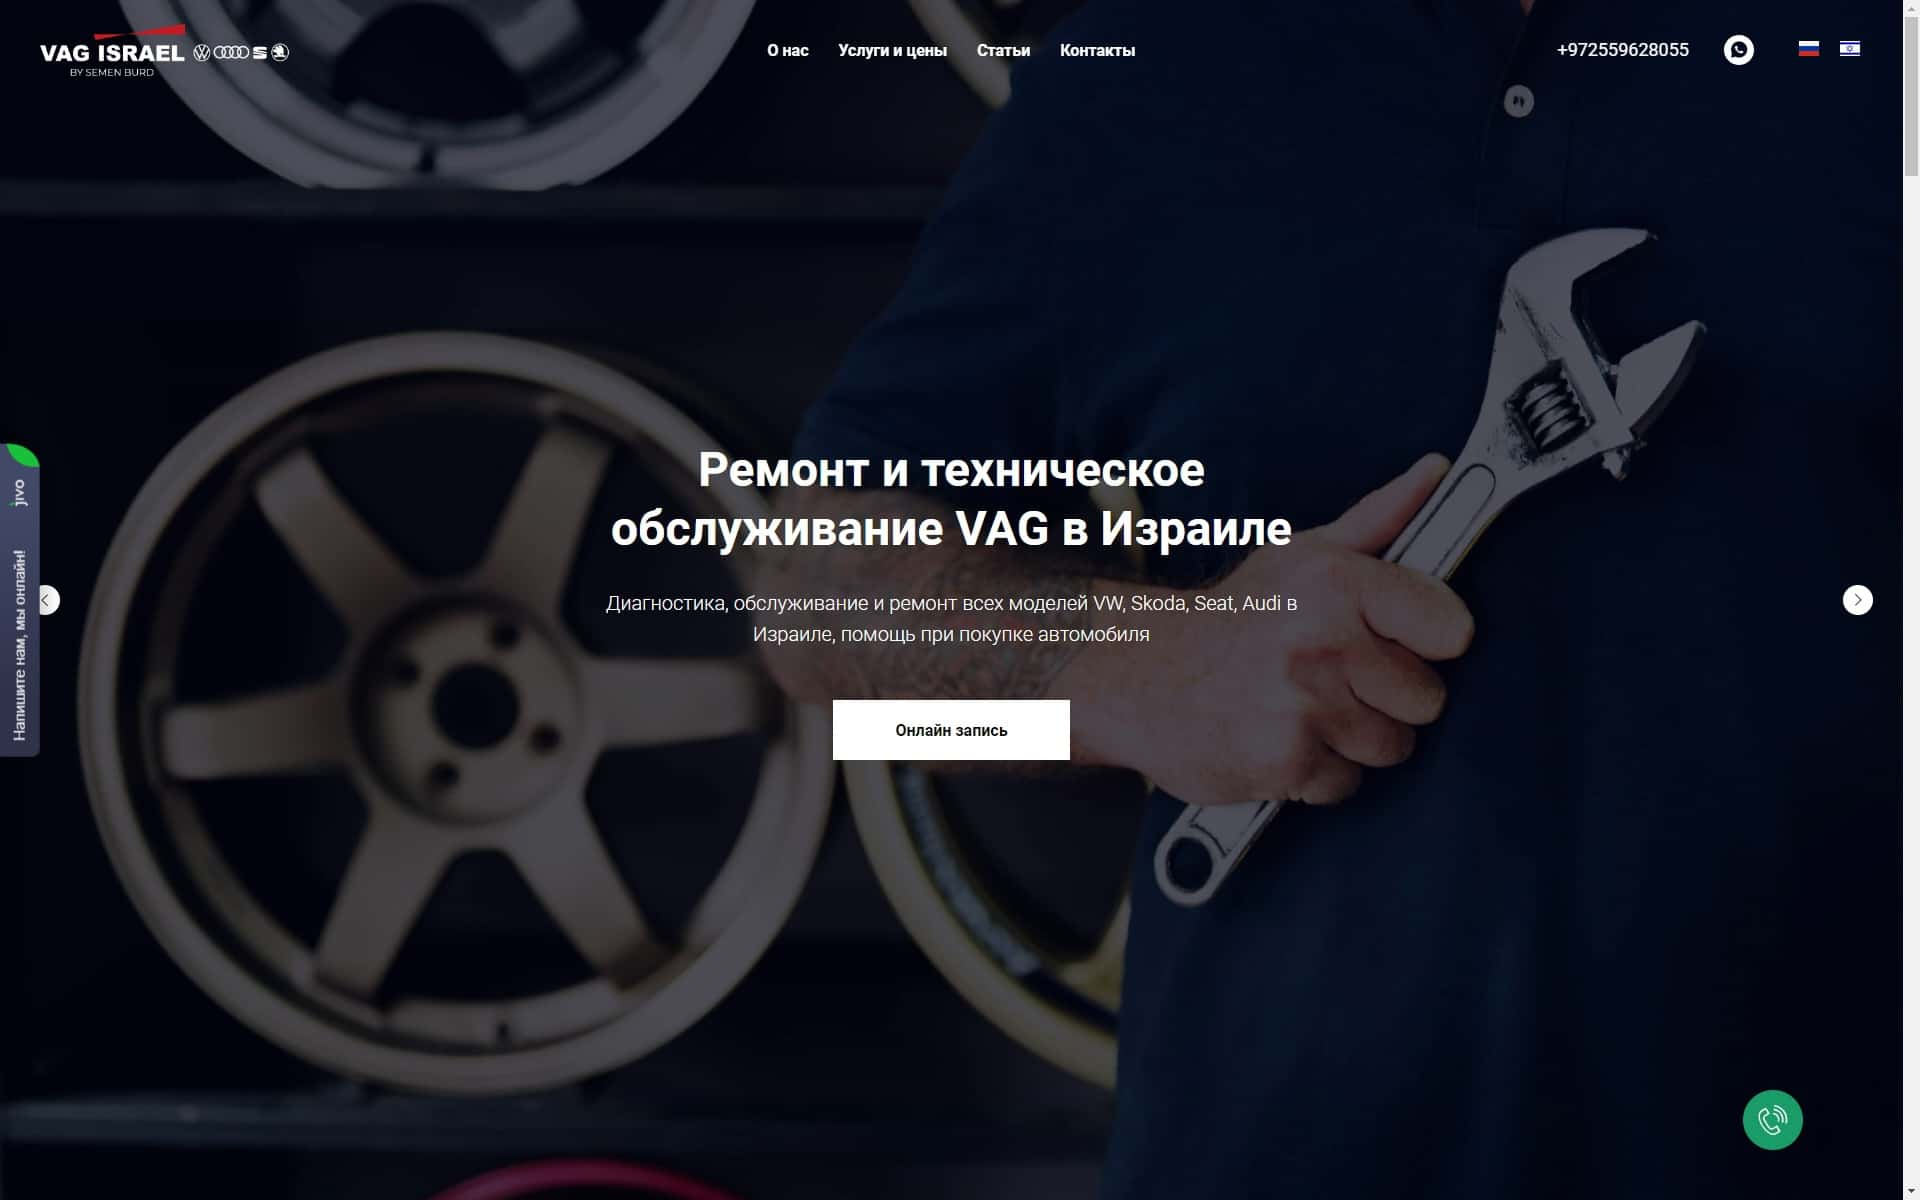 VAG ISRAEL
BY SEMEN BURD
О нас
Услуги и цены
Статьи
Контакты
+972559628055
Ремонт и техническое
обслуживание VAG в Израиле
Диагностика, обслуживание и ремонт всех моделей VW, Skoda, Seat, Audi в
Израиле, помощь при покупке автомобиля
Онлайн запись
Напишите нам, мы онлайн!
jivo